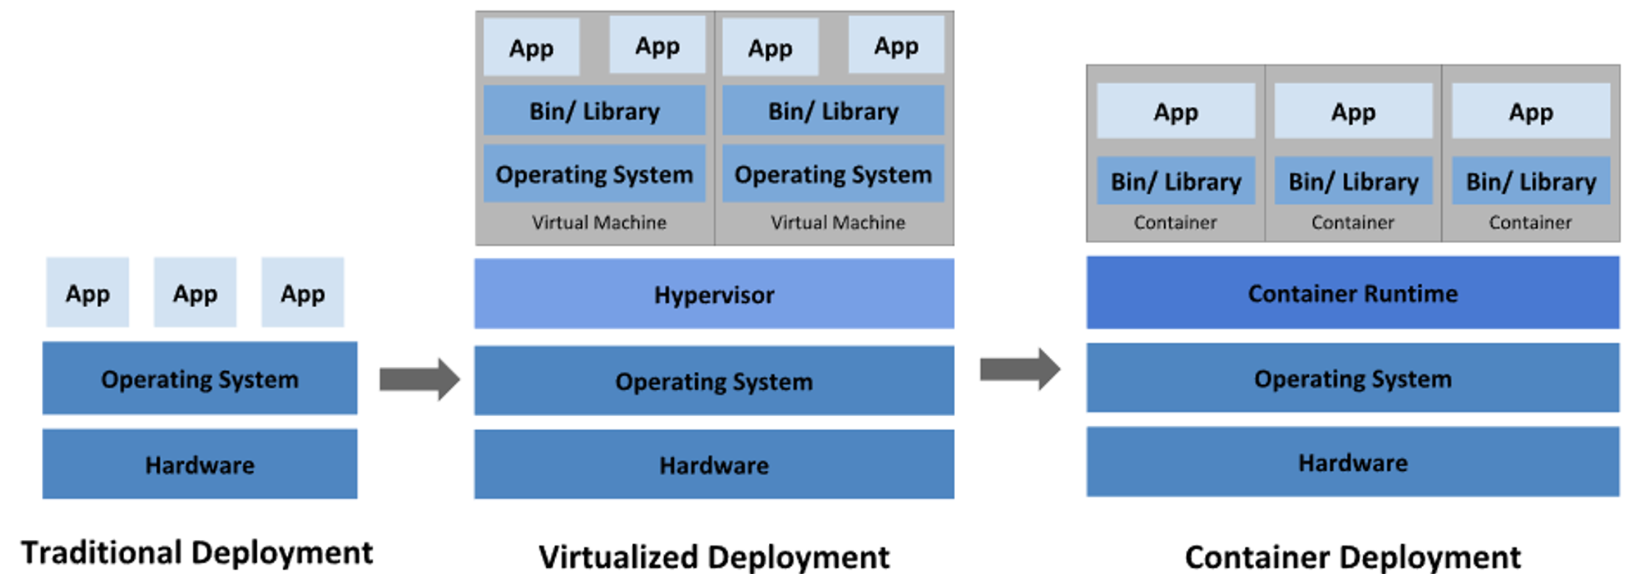 App App App
Operating System
Hardware
Traditional Deployment
App App App App
Bin/ Library Bin/ Library
Operating System Operating System
Virtual Machine Virtual Machine
Hypervisor
Operating System
Hardware
Virtualized Deployment
App App App
Bin/ Library Bin/ Library Bin/ Library
Container Container Container
Container Runtime
Operating System
Hardware
Container Deployment